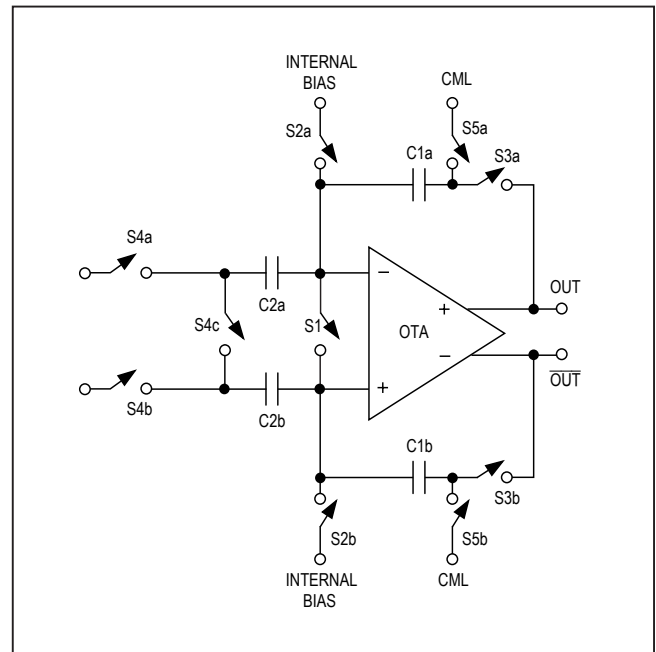 INTERNAL
BIAS
CML
S2a
S5a
C1a
S3a
S4a
C2a
−
+
OUT
S4c
S1
OTA
−
OUT
+
S4b
C2b
C1b
S3b
S2b
S5b
INTERNAL
BIAS
CML